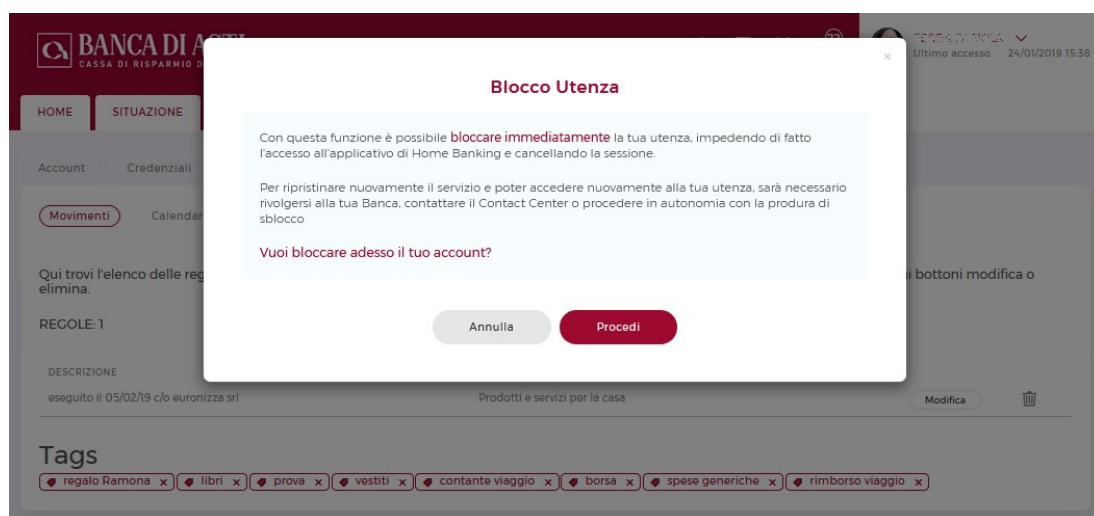 BANCA DI
CASSA DI RISPARMIO D
Ultimo accesso 24/01/2019 15:38
HOME SITUAZIONE
Account Credenziali
Movimenti Calendar
Qui trovi l'elenco delle reg
i bottoni modifica o
elimina.
REGOLE: 1
DESCRIZIONE
eseguito il 05/02/19 c/o euronizza srl Prodotti e servizi per la casa Modifica
Tags
regalo Ramona x libri x prova x vestiti x contante viaggio x borsa x spese generiche x rimborso viaggio x
×
Blocco Utenza
Con questa funzione è possibile bloccare immediatamente la tua utenza, impedendo di fatto
l'accesso all'applicativo di Home Banking e cancellando la sessione.
Per ripristinare nuovamente il servizio e poter accedere nuovamente alla tua utenza, sarà necessario
rivolgersi alla tua Banca, contattare il Contact Center o procedere in autonomia con la produra di
sblocco
Vuoi bloccare adesso il tuo account?
Annulla Procedi